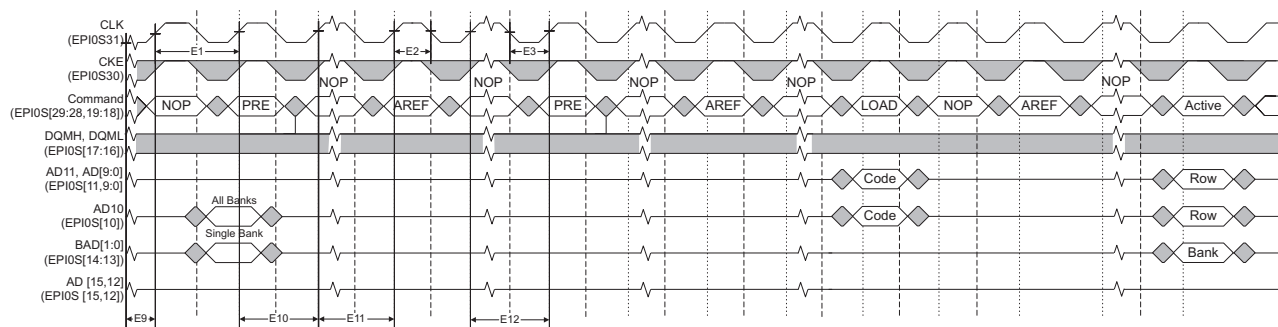 CLK
(EPI0S31)
E1
E2
E3
CKE
(EPI0S30)
NOP
NOP
NOP
NOP
NOP
Command
(EPI0S[29:28,19:18])
NOP
PRE
AREF
PRE
AREF
LOAD
NOP
AREF
Active
DQMH, DQML
(EPI0S[17:16])
AD11, AD[9:0]
(EPI0S[11,9:0]
Code
Row
All Banks
AD10
(EPI0S[10])
Code
Row
Single Bank
BAD[1:0]
(EPI0S[14:13])
Bank
AD [15,12]
(EPI0S [15,12])
E9
E10
E11
E12